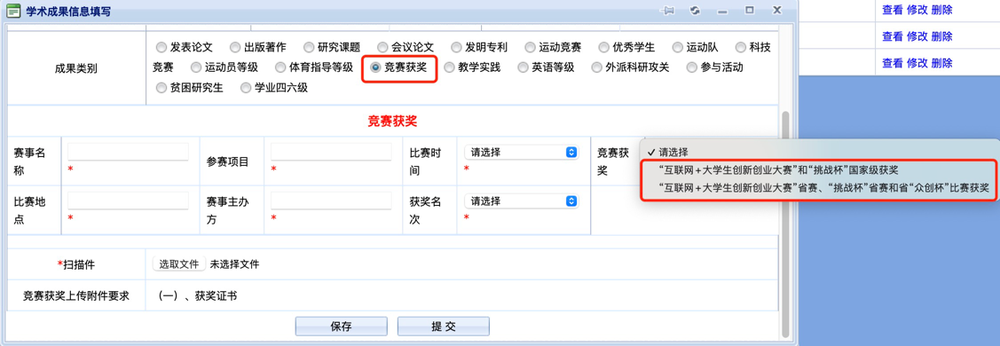 学术成果信息填写
查看 修改 删除
查看 修改 删除
查看 修改 删除
成果类别
发表论文 出版著作 研究课题 会议论文 发明专利 运动竞赛 优秀学生 运动队 科技
竞赛 运动员等级 体育指导等级 竞赛获奖 教学实践 英语等级 外派科研攻关 参与活动
贫困研究生 学业四六级
竞赛获奖
赛事名
称
*
参赛项目
*
比赛时
间
请选择
*
竞赛获
奖
✓ 请选择
“互联网+大学生创新创业大赛”和“挑战杯”国家级获奖
“互联网+大学生创新创业大赛”省赛、“挑战杯”省赛和省“众创杯”比赛获奖
比赛地
点
*
赛事主办
方
*
获奖名
次
请选择
*
*扫描件
选取文件 未选择文件
竞赛获奖上传附件要求
（一）、获奖证书
保存 提 交